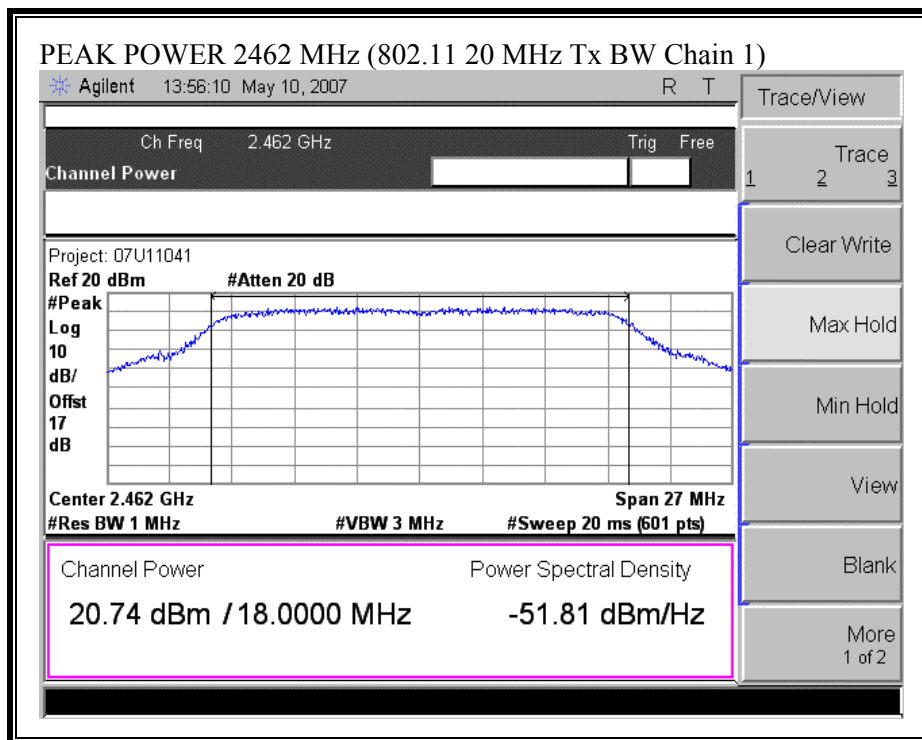 PEAK POWER 2462 MHz (802.11 20 MHz Tx BW Chain 1)
Agilent 13:56:10 May 10, 2007 R T
Trace/View
Ch Freq 2.462 GHz Trig Free
Channel Power
Trace
1 2 3
Clear Write
Project: 07U11041
Ref 20 dBm #Atten 20 dB
#Peak
Log
10
dB/
Offst
17
dB
Max Hold
Min Hold
Center 2.462 GHz Span 27 MHz
#Res BW 1 MHz #VBW 3 MHz #Sweep 20 ms (601 pts)
View
Channel Power Power Spectral Density
20.74 dBm / 18.0000 MHz -51.81 dBm/Hz
Blank
More
1 of 2